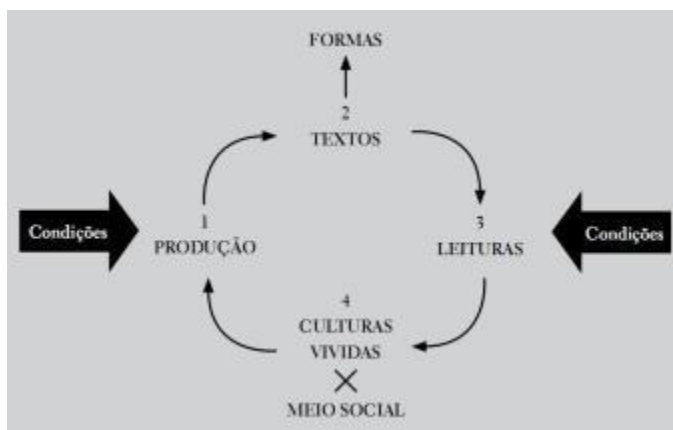 FORMAS
2
TEXTOS
Condições
1
PRODUÇÃO
3
LEITURAS
Condições
4
CULTURAS
VIVIDAS
MEIO SOCIAL